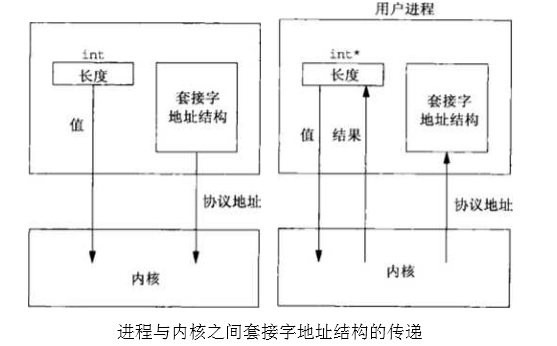 用户进程
int
长度
套接字
地址结构
值
协议地址
内核
int*
长度
套接字
地址结构
值
结果
协议地址
内核
进程与内核之间套接字地址结构的传递